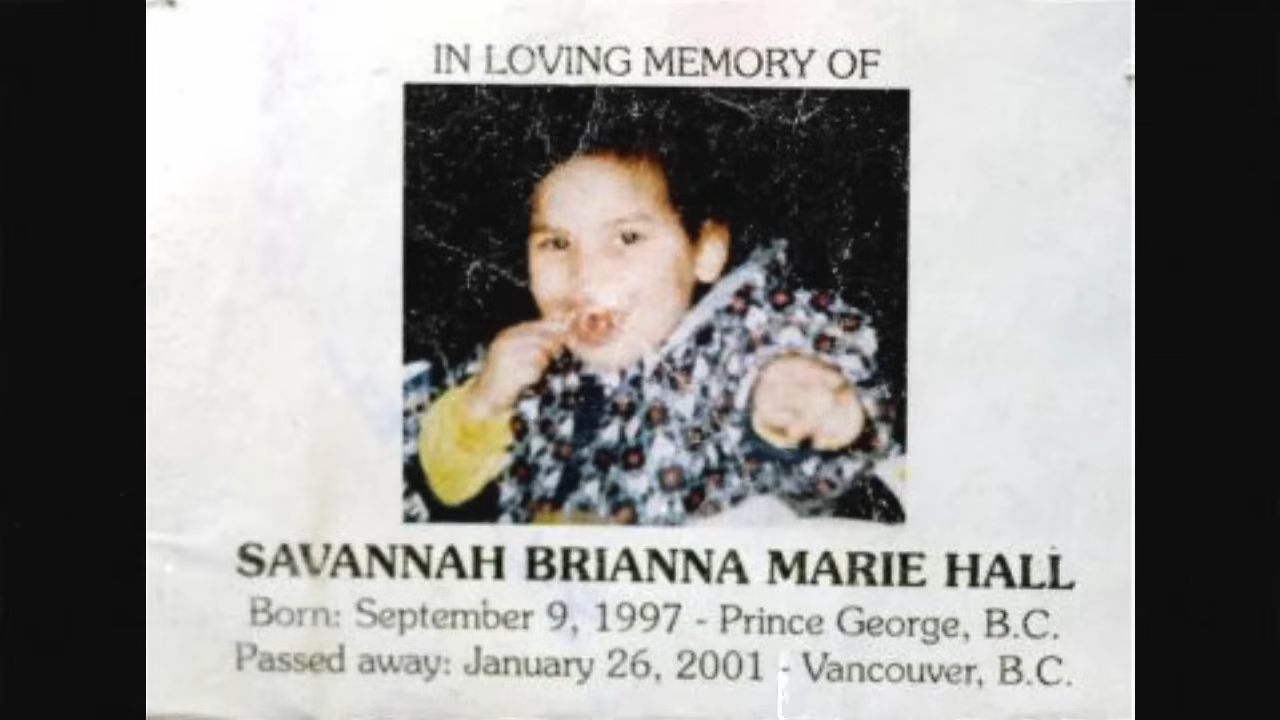 IN LOVING MEMORY OF
SAVANNAH BRIANNA MARIE HALL
Born: September 9, 1997 - Prince George, B.C.
Passed away: January 26, 2001 - Vancouver, B.C.